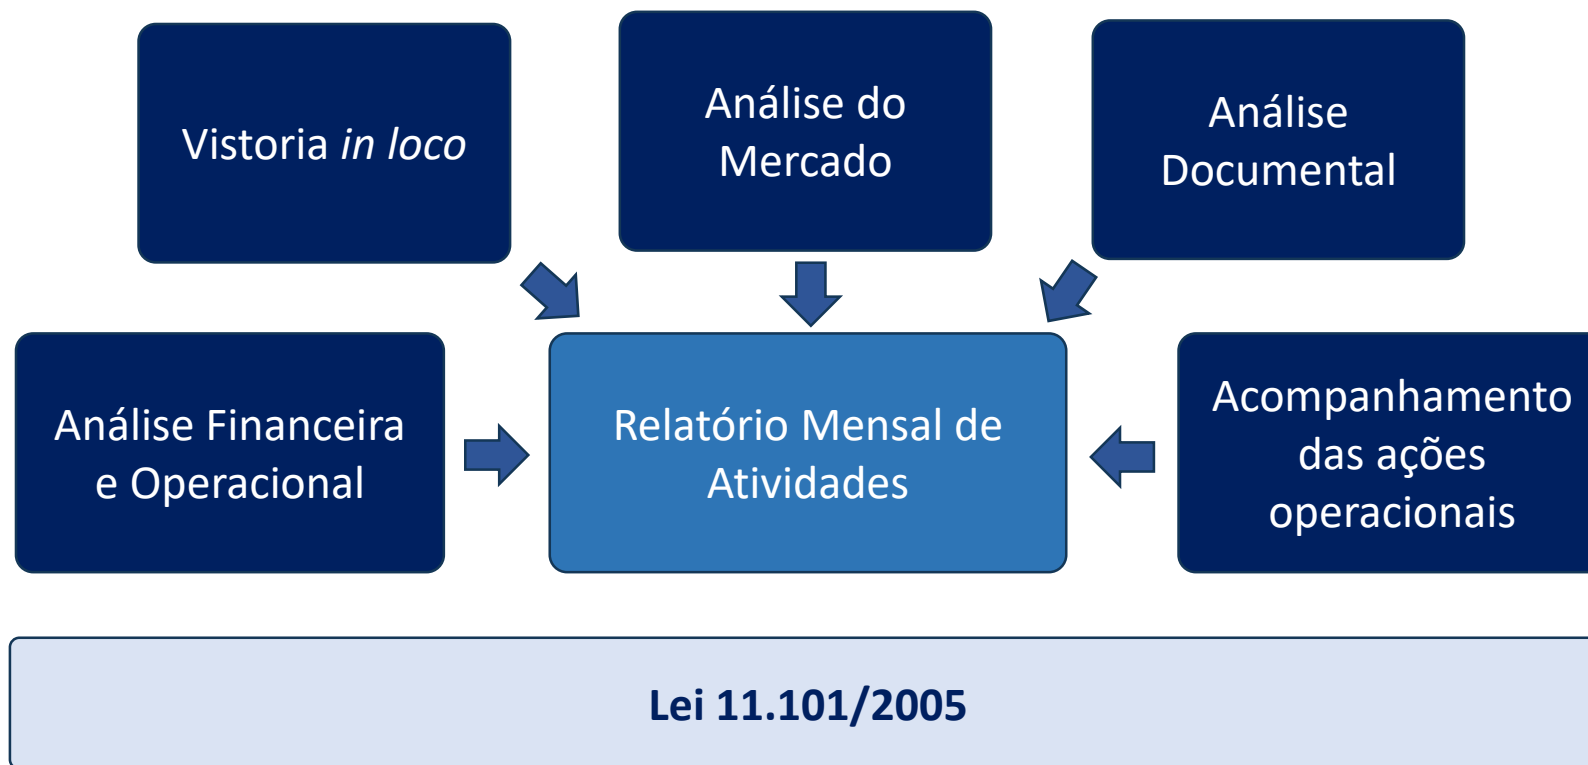 Vistoria in loco
Análise do
Mercado
Análise
Documental
Análise Financeira
e Operacional
Relatório Mensal de
Atividades
Acompanhamento
das ações
operacionais
Lei 11.101/2005